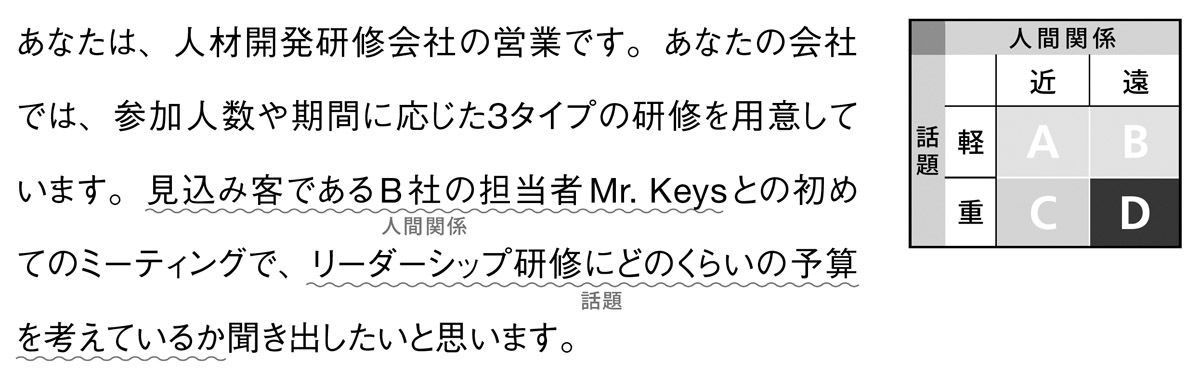 あなたは、人材開発研修会社の営業です。あなたの会社
では、参加人数や期間に応じた3タイプの研修を用意して
います。見込み客であるB社の担当者Mr. Keysとの初め
人間関係
てのミーティングで、リーダーシップ研修にどのくらいの予算
話題
を考えているか聞き出したいと思います。
人間関係
近 遠
話題
軽 A B
重 C D